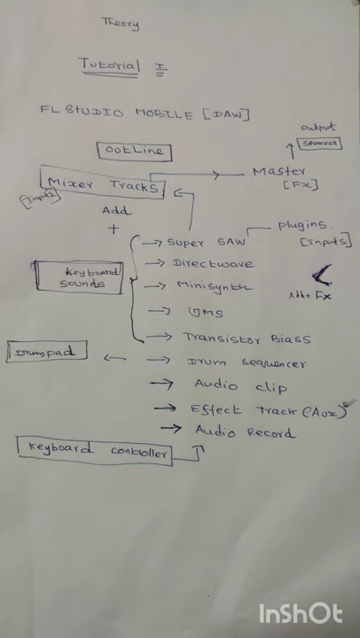 Theory
Tutorial I
FL STUDIO MOBILE [DAW]
OUTLine
output
Mixer Tracks
Master
[FX]
[Inputs]
Add
+
plugins
[Inputs]
Super SAW
Directwave
Minisynth
GMS
Transistor Biass
Keyboard
Sounds
Add + FX
Drumpad
Drum sequencer
Audio clip
Effect Track (Aux)
Audio Record
Keyboard controller
InShOt